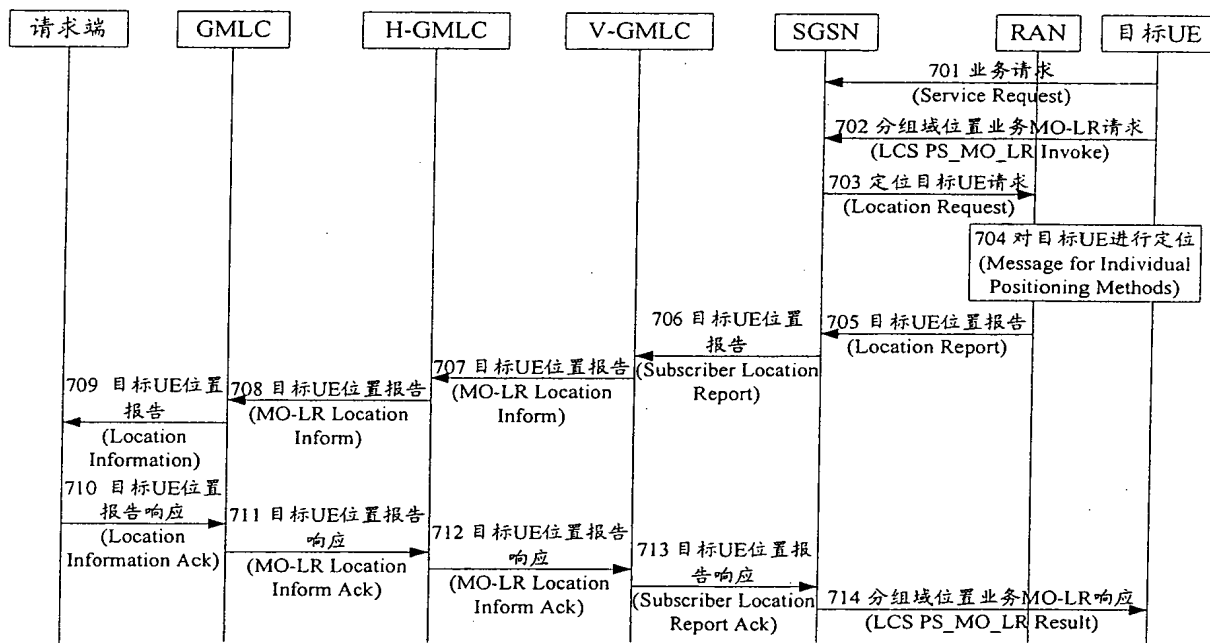 请求端
GMLC
H-GMLC
V-GMLC
SGSN
RAN
目标UE
701 业务请求
(Service Request)
702 分组域位置业务MO-LR请求
(LCS PS_MO_LR Invoke)
703 定位目标UE请求
(Location Request)
704 对目标UE进行定位
(Message for Individual
Positioning Methods)
705 目标UE位置报告
(Location Report)
706 目标UE位置
报告
(Subscriber Location
Report)
707 目标UE位置报告
(MO-LR Location
Inform)
708 目标UE位置报告
(MO-LR Location
Inform)
709 目标UE位置
报告
(Location
Information)
710 目标UE位置
报告响应
(Location
Information Ack)
711 目标UE位置报告
响应
(MO-LR Location
Inform Ack)
712 目标UE位置报告
响应
(MO-LR Location
Inform Ack)
713 目标UE位置报
告响应
(Subscriber Location
Report Ack)
714 分组域位置业务MO-LR响应
(LCS PS_MO_LR Result)